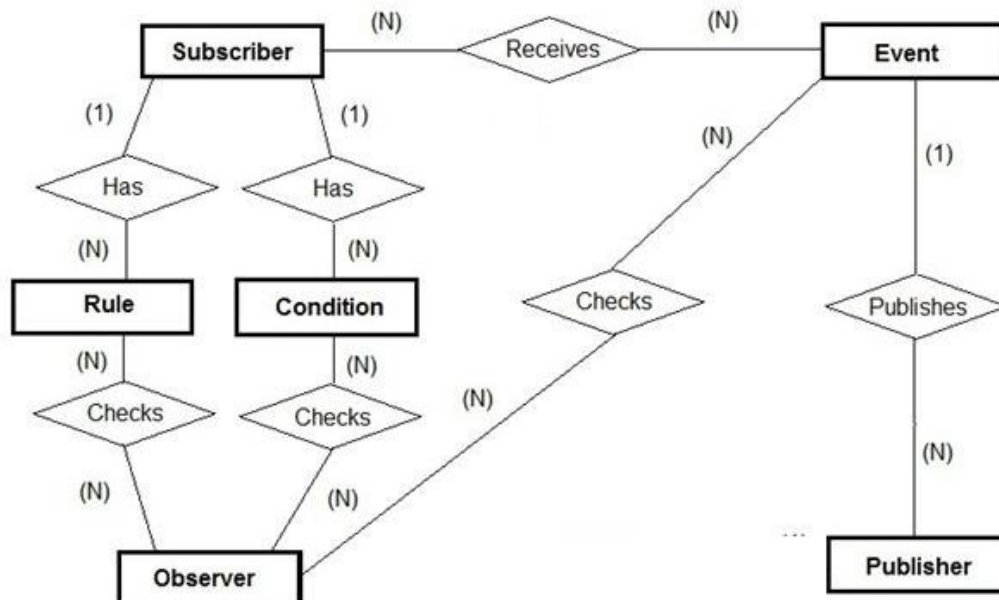 (N)
(N)
Subscriber
Receives
Event
(1)
(1)
(N)
(1)
Has
Has
(N)
(N)
Rule
Condition
Checks
Publishes
(N)
(N)
Checks
Checks
(N)
(N)
(N)
(N)
Observer
Publisher